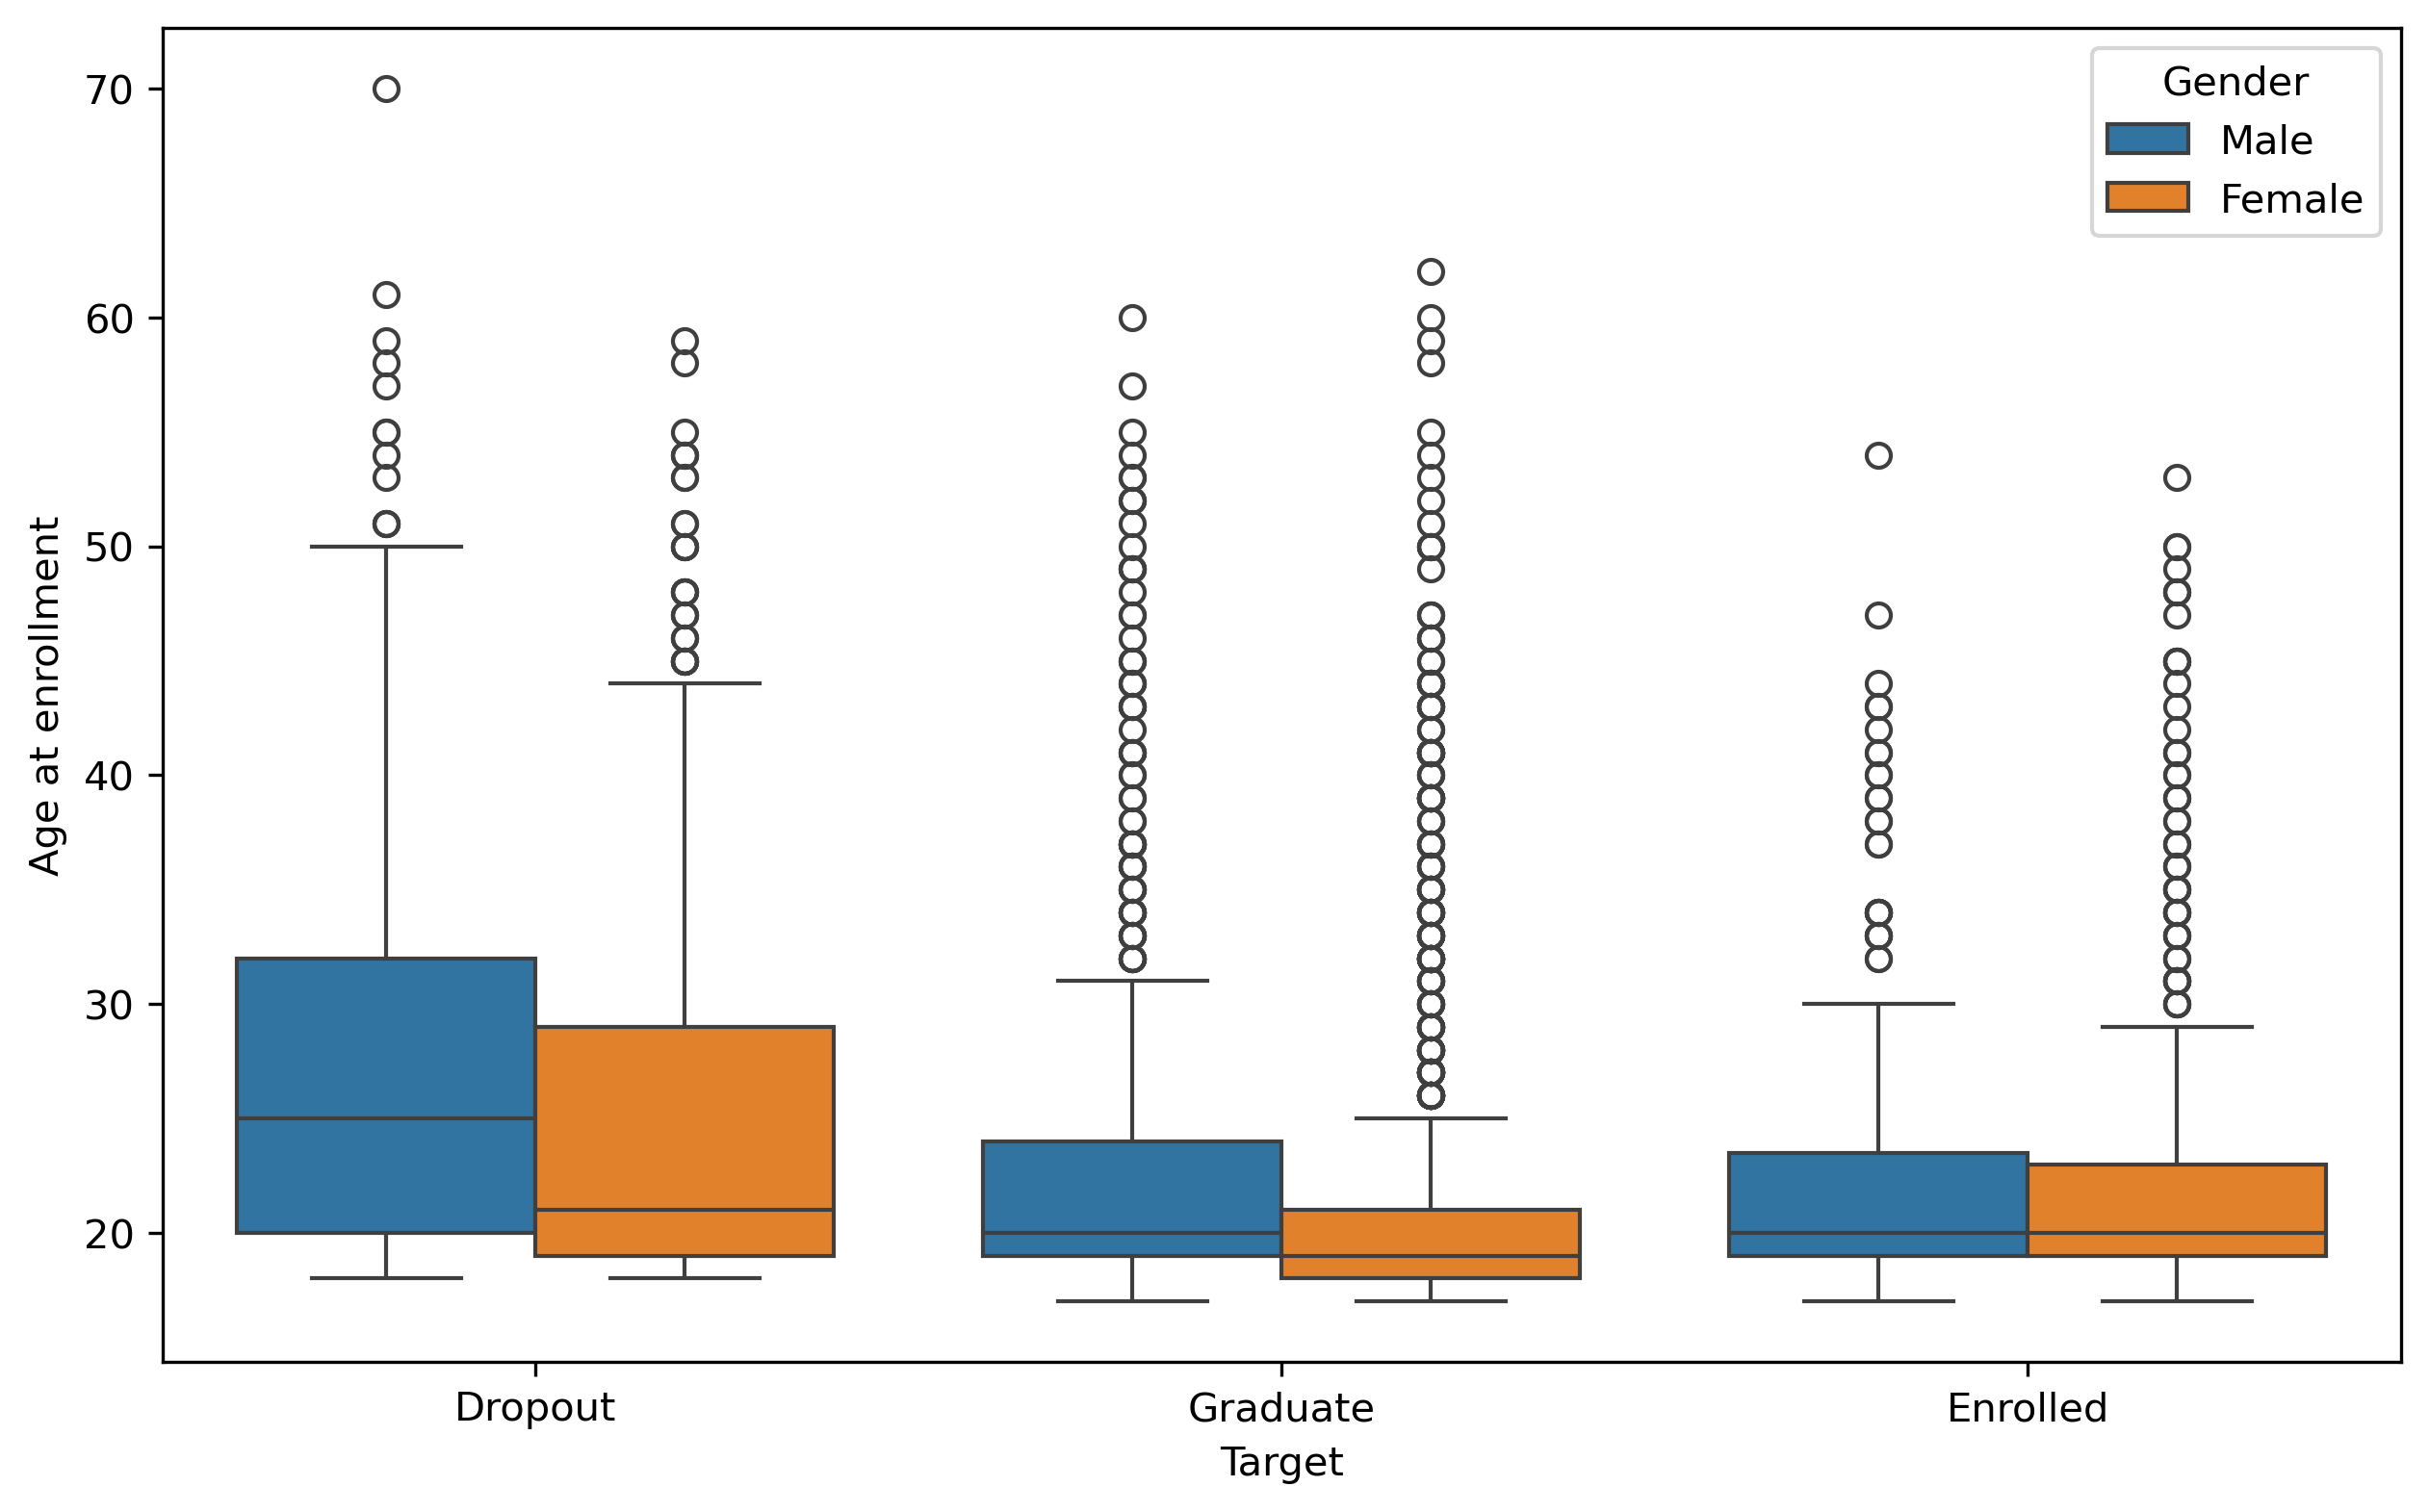 70
60
50
40
30
20
Age at enrollment
Gender
Male
Female
Dropout
Graduate
Enrolled
Target